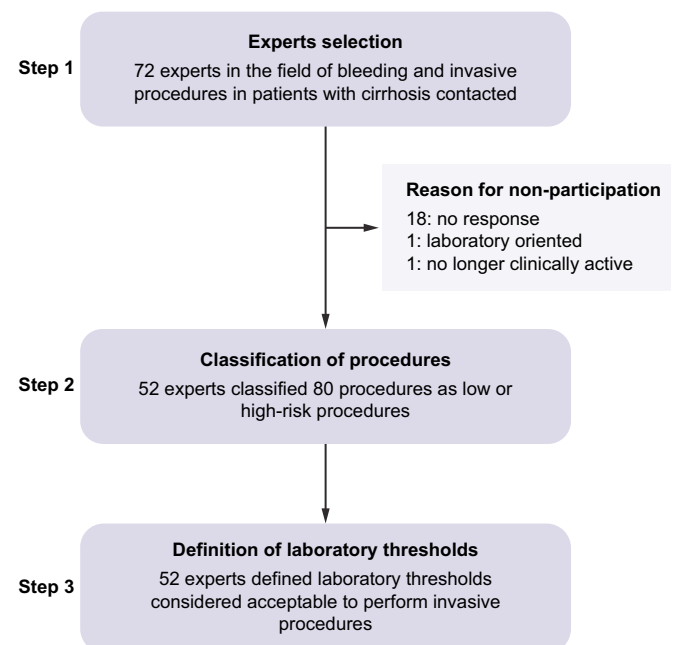 Step 1
Experts selection
72 experts in the field of bleeding and invasive
procedures in patients with cirrhosis contacted
Reason for non-participation
18: no response
1: laboratory oriented
1: no longer clinically active
Step 2
Classification of procedures
52 experts classified 80 procedures as low or
high-risk procedures
Step 3
Definition of laboratory thresholds
52 experts defined laboratory thresholds
considered acceptable to perform invasive
procedures